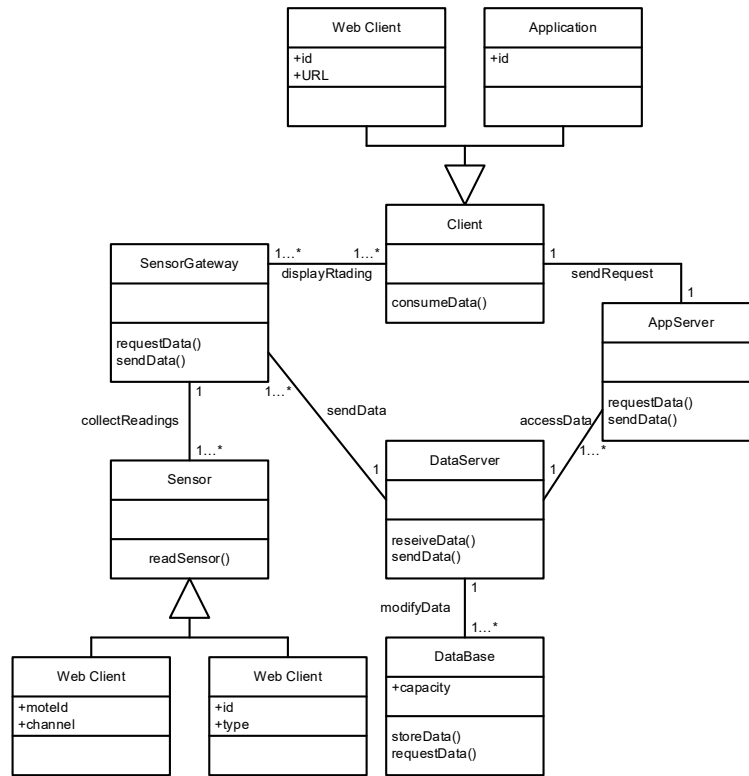 Web Client
+id
+URL
Application
+id
Client
consumeData()
SensorGateway
requestData()
sendData()
1...*
1...*
displayRtading
1
sendRequest
1
AppServer
requestData()
sendData()
1
collectReadings
1...*
1...*
sendData
1
accessData
1...*
1
Sensor
readSensor()
DataServer
reseiveData()
sendData()
1
modifyData
1...*
Web Client
+moteId
+channel
Web Client
+id
+type
DataBase
+capacity
storeData()
requestData()